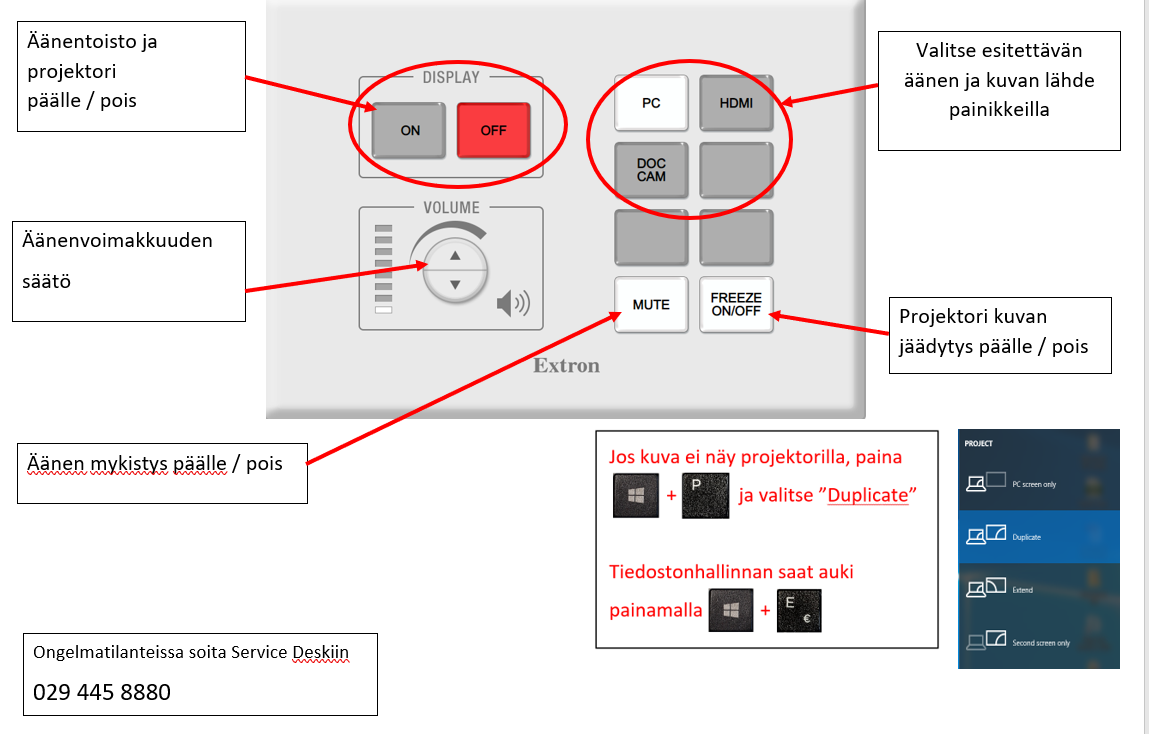 Äänentoisto ja
projektori
päälle / pois
DISPLAY
ON
OFF
PC
HDMI
DOC
CAM
Valitse esitettävän
äänen ja kuvan lähde
painikkeilla
Äänenvoimakkuuden
säätö
VOLUME
MUTE
FREEZE
ON/OFF
Projektori kuvan
jäädytys päälle / pois
Extron
Äänen mykistys päälle / pois
Jos kuva ei näy projektorilla, paina
+ P ja valitse ”Duplicate”
Tiedostonhallinnan saat auki
painamalla + E €
PROJECT
PC screen only
Duplicate
Extend
Second screen only
Ongelmatilanteissa soita Service Deskiin
029 445 8880